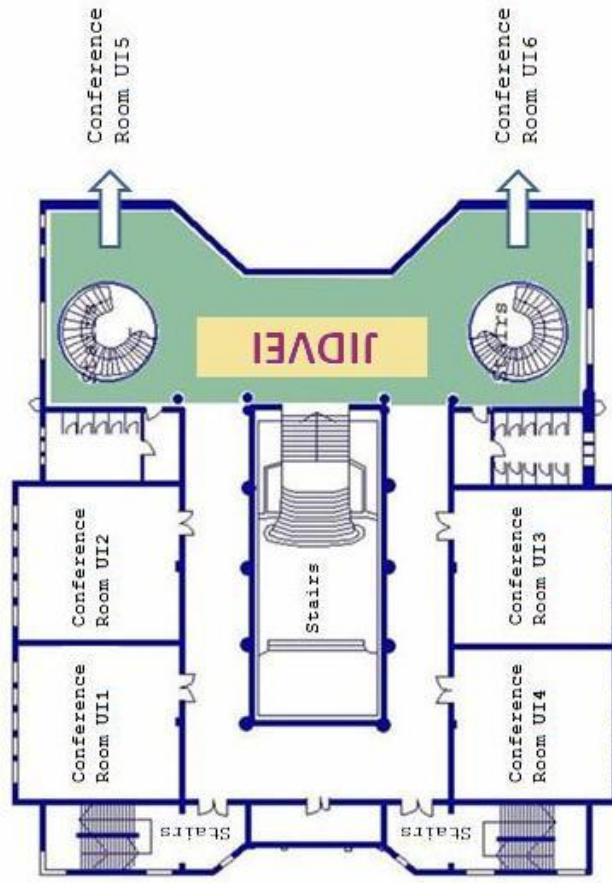 Conference
Room UI5
Conference
Room UI6
Stairs
Stairs
JIDVEI
Conference
Room UI2
Conference
Room UI3
Stairs
Conference
Room UI1
Conference
Room UI4
Stairs
Stairs